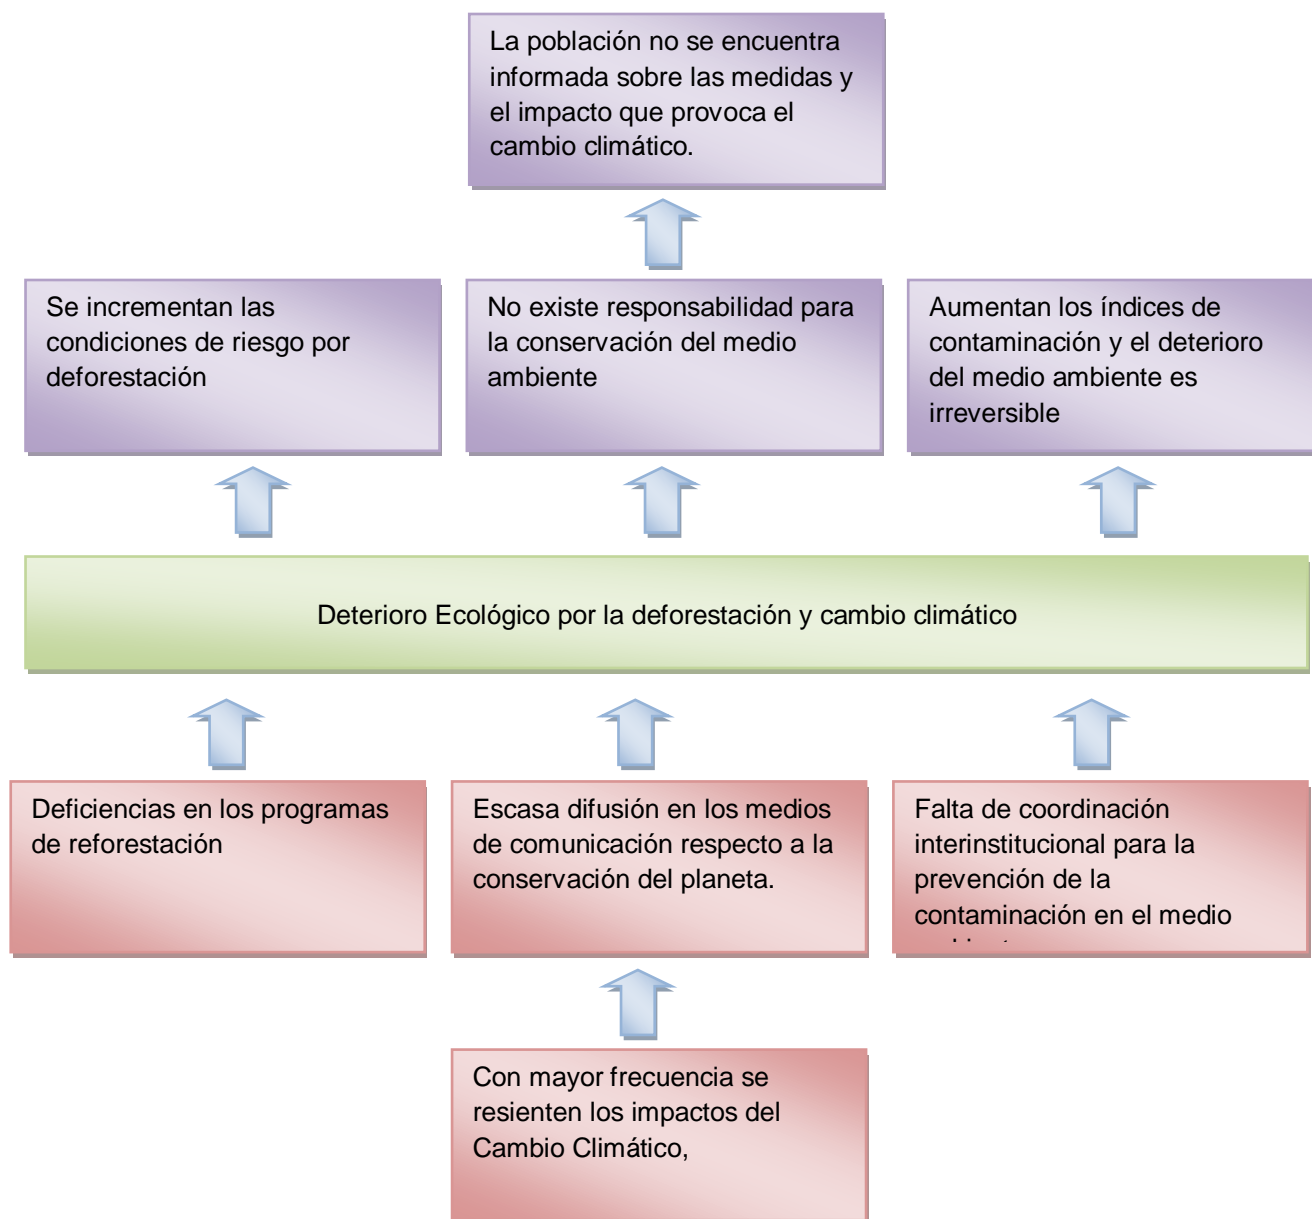 La población no se encuentra
informada sobre las medidas y
el impacto que provoca el
cambio climático.
Se incrementan las
condiciones de riesgo por
deforestación
No existe responsabilidad para
la conservación del medio
ambiente
Aumentan los índices de
contaminación y el deterioro
del medio ambiente es
irreversible
Deterioro Ecológico por la deforestación y cambio climático
Deficiencias en los programas
de reforestación
Escasa difusión en los medios
de comunicación respecto a la
conservación del planeta.
Falta de coordinación
interinstitucional para la
prevención de la
contaminación en el medio
Con mayor frecuencia se
resienten los impactos del
Cambio Climático,